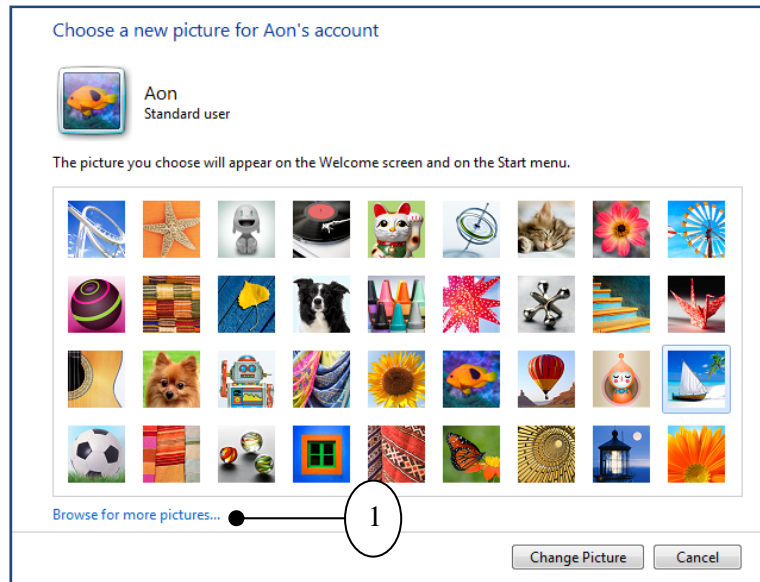 Choose a new picture for Aon's account
Aon
Standard user
The picture you choose will appear on the Welcome screen and on the Start menu.
Browse for more pictures...
1
Change Picture
Cancel